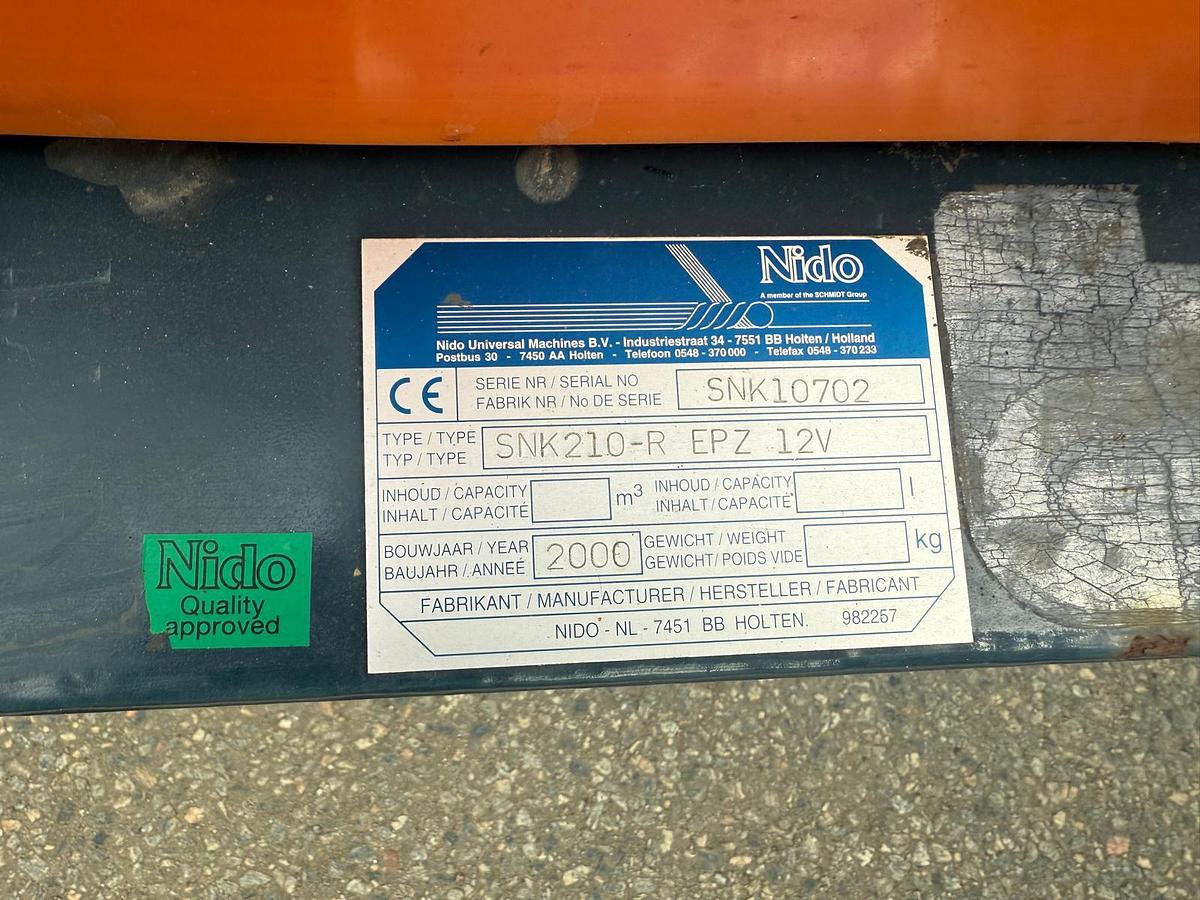 Nido
A member of the SCHMIDT Group
Nido Universal Machines B.V. - Industriestraat 34 - 7551 BB Holten / Holland
Postbus 30 - 7450 AA Holten - Telefoon 0548 - 370 000 - Telefax 0548 - 370 233
CE
SERIE NR / SERIAL NO
FABRIK NR / No DE SERIE
SNK10702
TYPE / TYPE
TYP / TYPE
SNK210-R EPZ 12V
INHOUD / CAPACITY
INHALT / CAPACITÉ
m³
INHOUD / CAPACITY
INHALT / CAPACITÉ
l
BOUWJAAR / YEAR
BAUJAHR / ANNEÉ
2000
GEWICHT / WEIGHT
GEWICHT / POIDS VIDE
kg
FABRIKANT / MANUFACTURER / HERSTELLER / FABRICANT
NIDO - NL - 7451 BB HOLTEN. 982267
Nido
Quality
approved